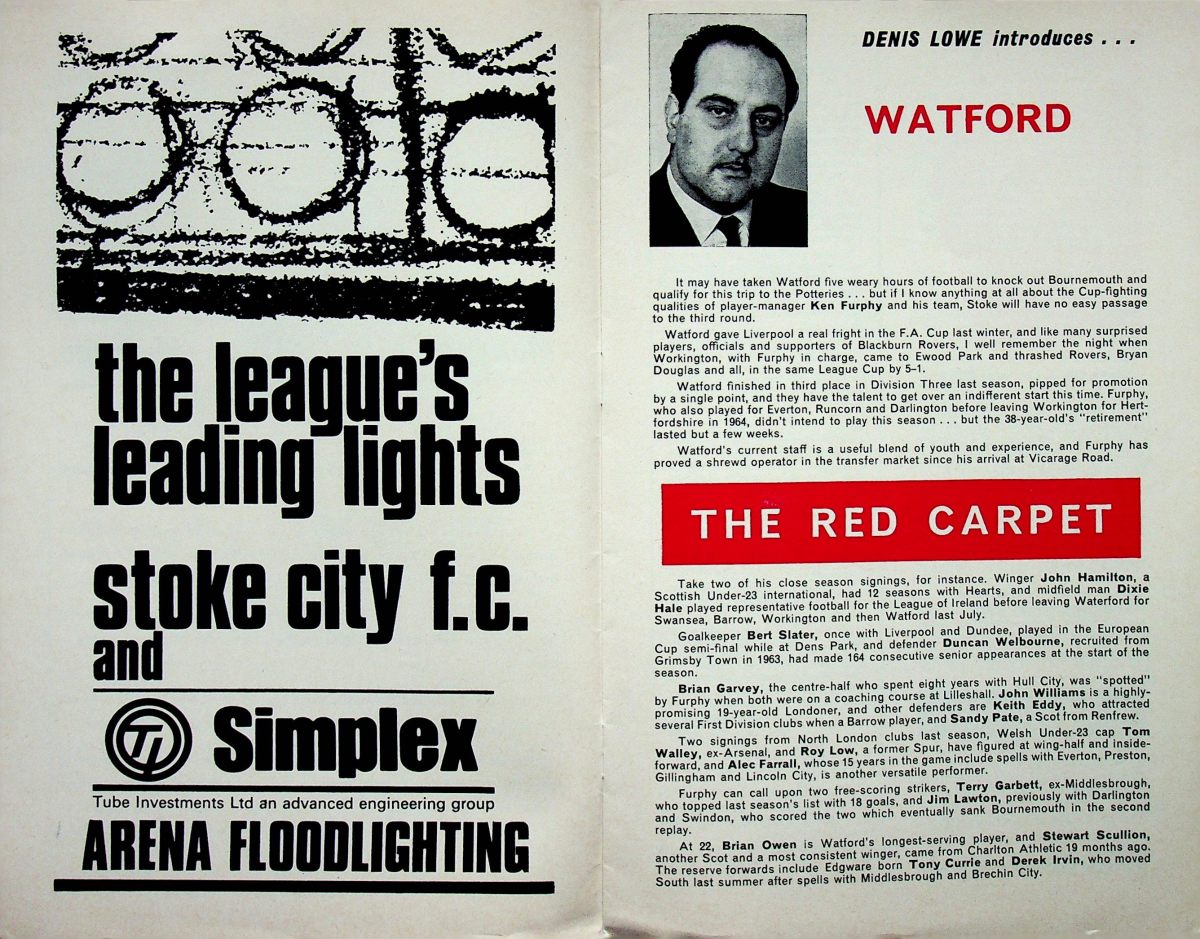 the league's
leading lights
stoke city f.c.
and
TI Simplex
Tube Investments Ltd an advanced engineering group
ARENA FLOODLIGHTING
DENIS LOWE introduces . . .
WATFORD
It may have taken Watford five weary hours of football to knock out Bournemouth and
qualify for this trip to the Potteries . . . but if I know anything at all about the Cup-fighting
qualities of player-manager Ken Furphy and his team, Stoke will have no easy passage
to the third round.
Watford gave Liverpool a real fright in the F.A. Cup last winter, and like many surprised
players, officials and supporters of Blackburn Rovers, I well remember the night when
Workington, with Furphy in charge, came to Ewood Park and thrashed Rovers, Bryan
Douglas and all, in the same League Cup by 5–1.
Watford finished in third place in Division Three last season, pipped for promotion
by a single point, and they have the talent to get over an indifferent start this time. Furphy,
who also played for Everton, Runcorn and Darlington before leaving Workington for Hert-
fordshire in 1964, didn't intend to play this season . . . but the 38-year-old's "retirement"
lasted but a few weeks.
Watford's current staff is a useful blend of youth and experience, and Furphy has
proved a shrewd operator in the transfer market since his arrival at Vicarage Road.
THE RED CARPET
Take two of his close season signings, for instance. Winger John Hamilton, a
Scottish Under-23 international, had 12 seasons with Hearts, and midfield man Dixie
Hale played representative football for the League of Ireland before leaving Waterford for
Swansea, Barrow, Workington and then Watford last July.
Goalkeeper Bert Slater, once with Liverpool and Dundee, played in the European
Cup semi-final while at Dens Park, and defender Duncan Welbourne, recruited from
Grimsby Town in 1963, had made 164 consecutive senior appearances at the start of the
season.
Brian Garvey, the centre-half who spent eight years with Hull City, was "spotted"
by Furphy when both were on a coaching course at Lilleshall. John Williams is a highly-
promising 19-year-old Londoner, and other defenders are Keith Eddy, who attracted
several First Division clubs when a Barrow player, and Sandy Pate, a Scot from Renfrew.
Two signings from North London clubs last season, Welsh Under-23 cap Tom
Walley, ex-Arsenal, and Roy Low, a former Spur, have figured at wing-half and inside-
forward, and Alec Farrall, whose 15 years in the game include spells with Everton, Preston,
Gillingham and Lincoln City, is another versatile performer.
Furphy can call upon two free-scoring strikers, Terry Garbett, ex-Middlesbrough,
who topped last season's list with 18 goals, and Jim Lawton, previously with Darlington
and Swindon, who scored the two which eventually sank Bournemouth in the second
replay.
At 22, Brian Owen is Watford's longest-serving player, and Stewart Scullion,
another Scot and a most consistent winger, came from Charlton Athletic 19 months ago.
The reserve forwards include Edgware born Tony Currie and Derek Irvin, who moved
South last summer after spells with Middlesbrough and Brechin City.